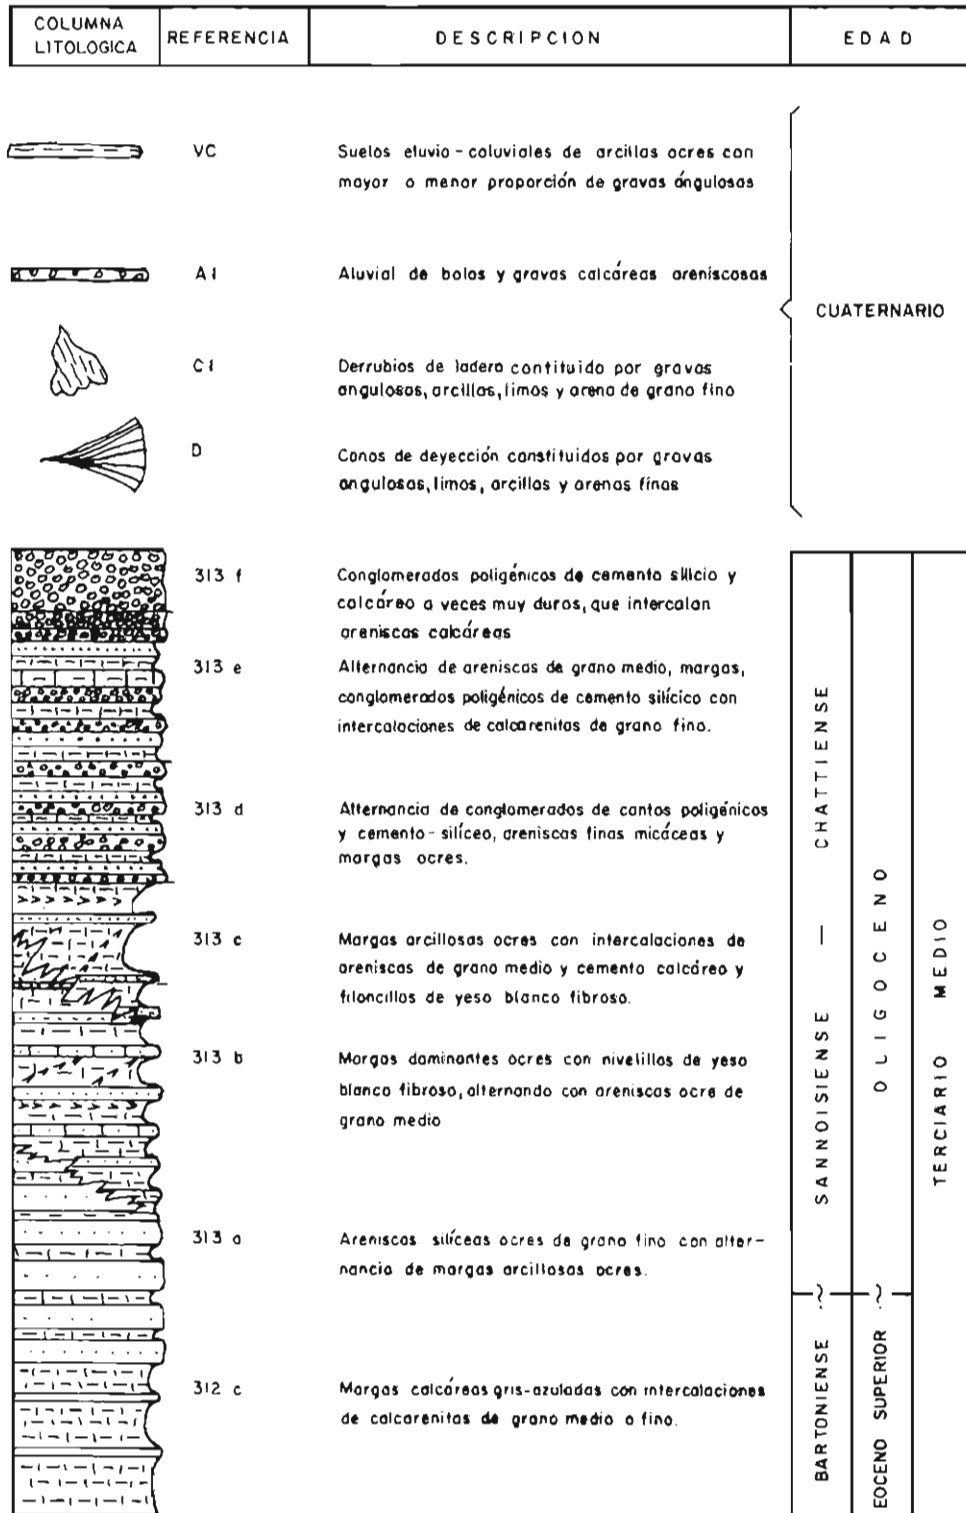 COLUMNA
LITOLOGICA
REFERENCIA
DESCRIPCION
EDAD
VC
Suelos eluvio-coluviales de arcillas ocres con
mayor o menor proporción de gravas ángulosas
A1
Aluvial de bolos y gravas calcáreas areniscosas
C1
Derrubios de ladera contituido por gravas
angulosas, arcillas, limos y arena de grano fino
D
Conos de deyección constituidos por gravas
angulosas, limos, arcillas y arenas finas
CUATERNARIO
313 f
Conglomerados poligénicos de cemento silicio y
calcáreo a veces muy duros, que intercalan
areniscas calcáreas
313 e
Alternancia de areniscas de grano medio, margas,
conglomerados poligénicos de cemento silícico con
intercalaciones de calcarenitas de grano fino.
313 d
Alternancia de conglomerados de cantos poligénicos
y cemento-silíceo, areniscas finas micáceas y
margas ocres.
313 c
Margas arcillosas ocres con intercalaciones de
areniscas de grano medio y cemento calcáreo y
filoncillos de yeso blanco fibroso.
313 b
Margas dominantes ocres con nivelillos de yeso
blanco fibroso, alternando con areniscas ocre de
grano medio
313 a
Areniscas silíceas ocres de grano fino con alter-
nancia de margas arcillosas ocres.
312 c
Margas calcáreas gris-azuladas con intercalaciones
de calcarenitas de grano medio a fino.
SANNOISIENSE — CHATTIENSE
BARTONIENSE
OLIGOCENO
EOCENO SUPERIOR
TERCIARIO MEDIO